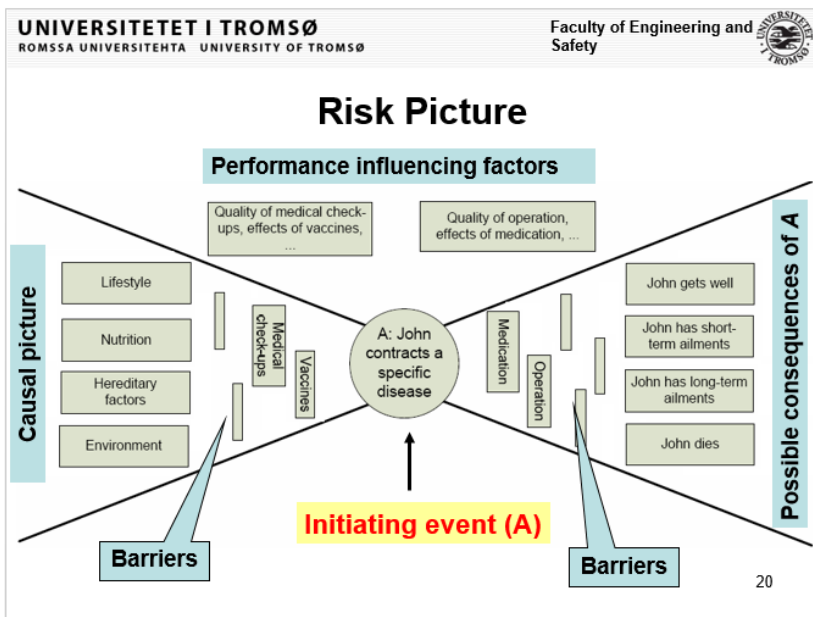 UNIVERSITETET I TROMSØ
ROMSSA UNIVERSITEHTA UNIVERSITY OF TROMSØ
Faculty of Engineering and
Safety
UNIVERSITETET
I TROMSØ
Risk Picture
Performance influencing factors
Quality of medical check-
ups, effects of vaccines,
...
Quality of operation,
effects of medication, ...
Causal picture
Lifestyle
Nutrition
Hereditary
factors
Environment
Medical
check-ups
Vaccines
A: John
contracts a
specific
disease
Medication
Operation
John gets well
John has short-
term ailments
John has long-term
ailments
John dies
Possible consequences of A
Initiating event (A)
Barriers
Barriers
20